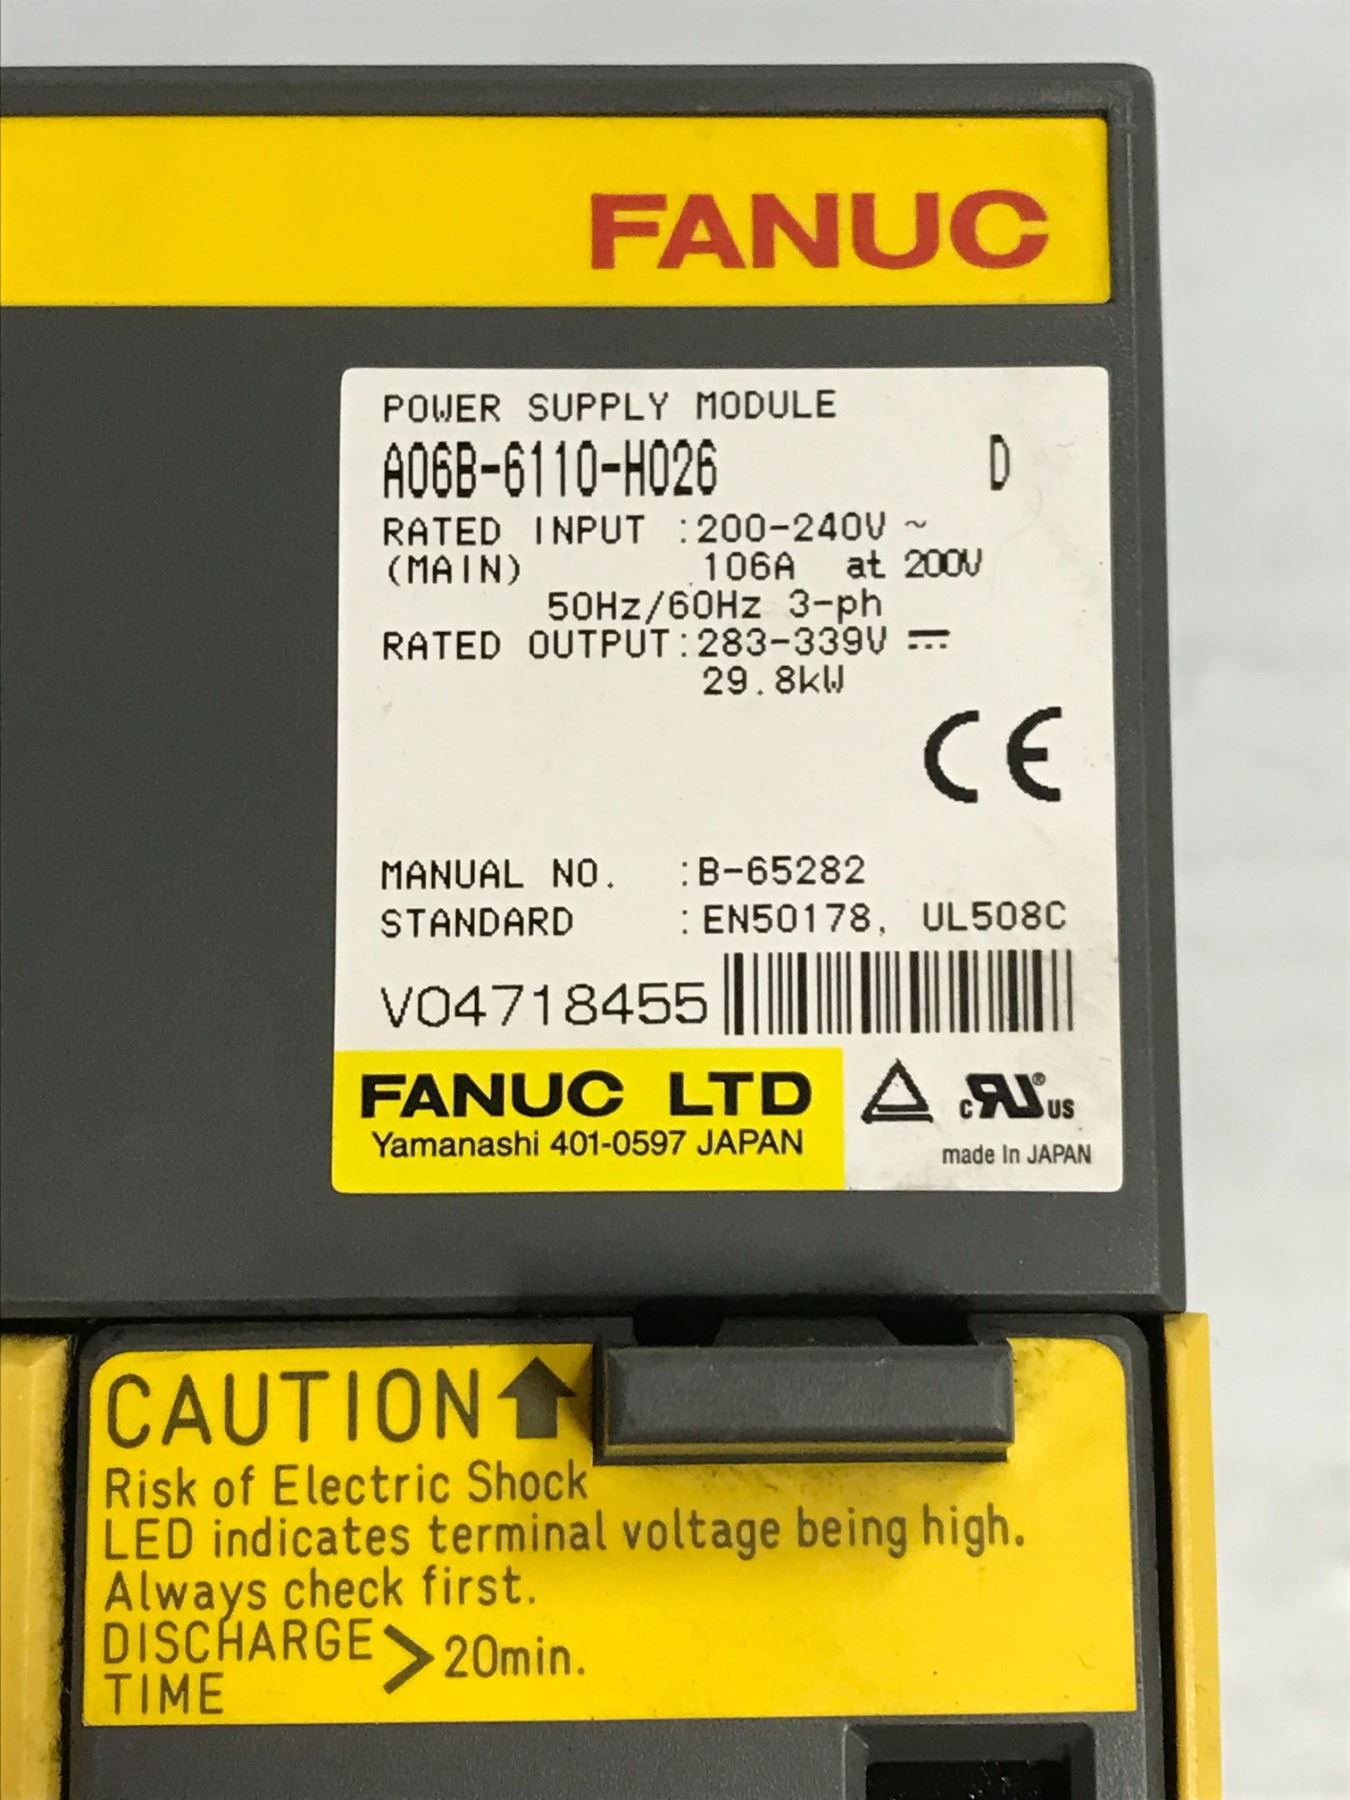 FANUC
POWER SUPPLY MODULE
A06B-6110-H026 D
RATED INPUT :200-240V ~
(MAIN) 106A at 200V
50Hz/60Hz 3-ph
RATED OUTPUT:283-339V ⎓
29.8kW
CE
MANUAL NO. :B-65282
STANDARD :EN50178, UL508C
V04718455
FANUC LTD
Yamanashi 401-0597 JAPAN
c RU ® US
made In JAPAN
CAUTION
Risk of Electric Shock
LED indicates terminal voltage being high.
Always check first.
DISCHARGE TIME > 20min.